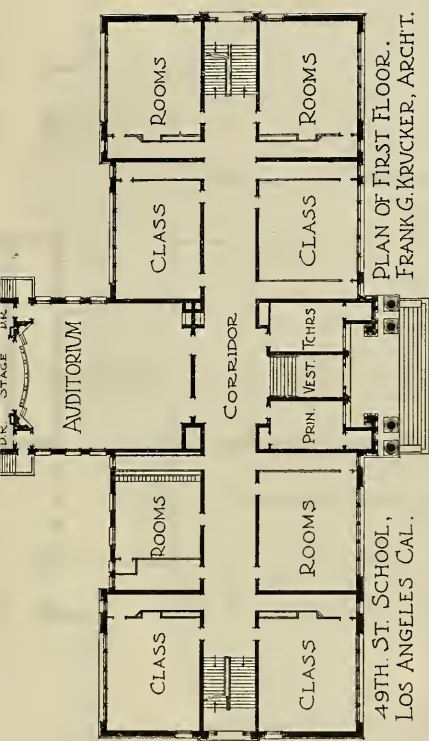 D.R. STAGE D.R.
AUDITORIUM
CLASS ROOMS CLASS ROOMS
CORRIDOR
PRIN. VEST. TCHRS
CLASS ROOMS CLASS ROOMS
49TH. ST. SCHOOL,
LOS ANGELES CAL.
PLAN OF FIRST FLOOR.
FRANK G. KRUCKER, ARCH'T.